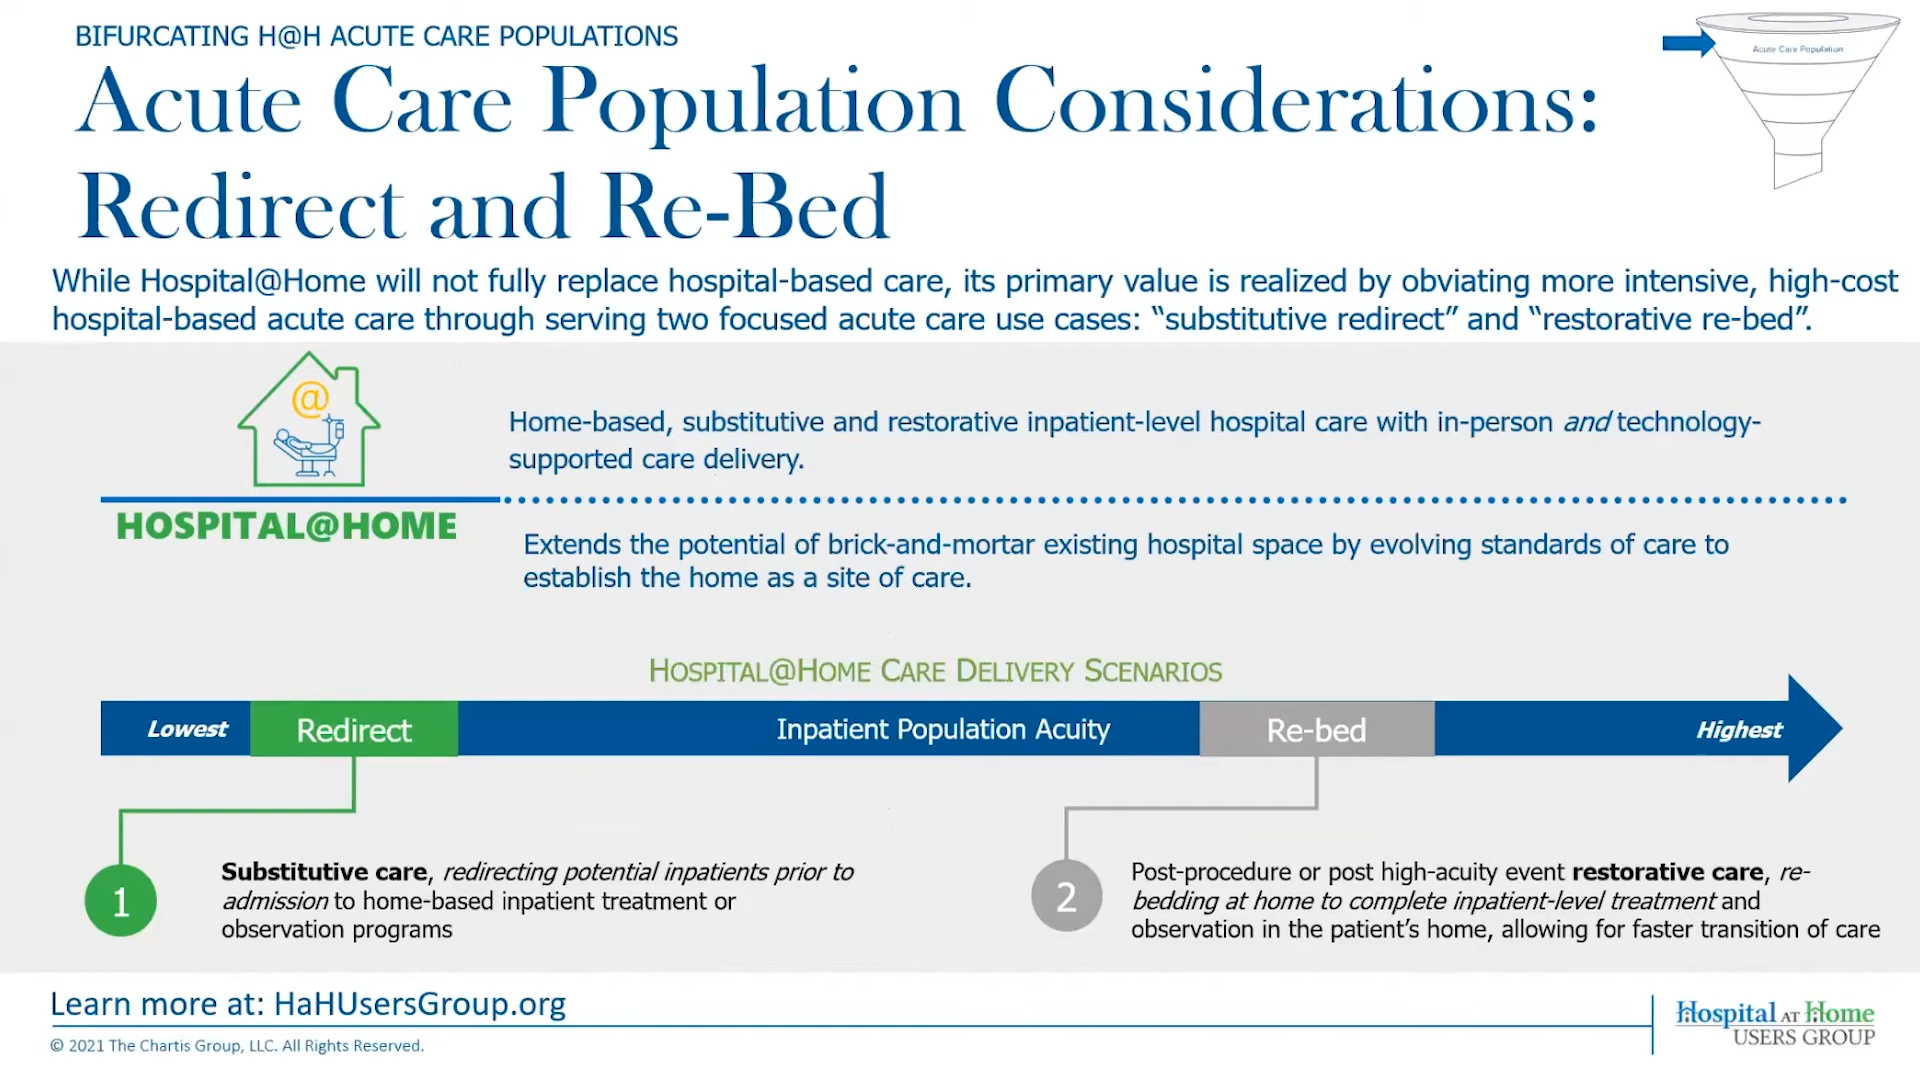 BIFURCATING H@H ACUTE CARE POPULATIONS
Acute Care Population
Acute Care Population Considerations:
Redirect and Re-Bed
While Hospital@Home will not fully replace hospital-based care, its primary value is realized by obviating more intensive, high-cost
hospital-based acute care through serving two focused acute care use cases: “substitutive redirect” and “restorative re-bed”.
@
Home-based, substitutive and restorative inpatient-level hospital care with in-person and technology-
supported care delivery.
HOSPITAL@HOME
Extends the potential of brick-and-mortar existing hospital space by evolving standards of care to
establish the home as a site of care.
HOSPITAL@HOME CARE DELIVERY SCENARIOS
Lowest Redirect Inpatient Population Acuity Re-bed Highest
1
Substitutive care, redirecting potential inpatients prior to
admission to home-based inpatient treatment or
observation programs
2
Post-procedure or post high-acuity event restorative care, re-
bedding at home to complete inpatient-level treatment and
observation in the patient’s home, allowing for faster transition of care
Learn more at: HaHUsersGroup.org
© 2021 The Chartis Group, LLC. All Rights Reserved.
Hospital AT Home
USERS GROUP